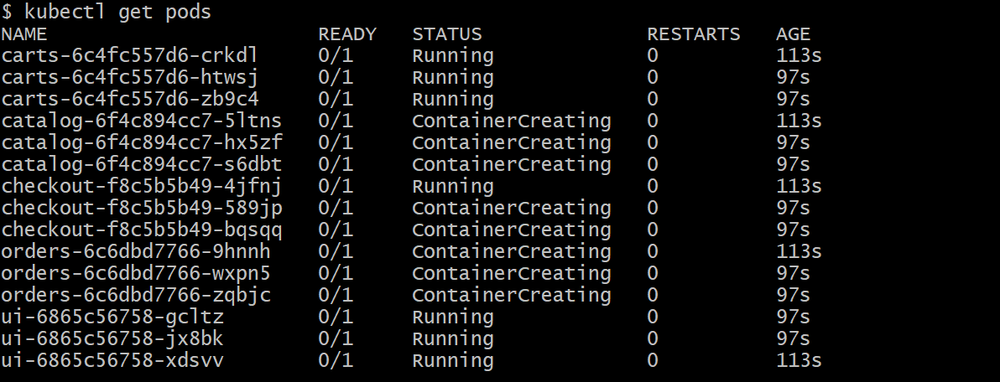 $ kubectl get pods
NAME READY STATUS RESTARTS AGE
carts-6c4fc557d6-crkdl 0/1 Running 0 113s
carts-6c4fc557d6-htwsj 0/1 Running 0 97s
carts-6c4fc557d6-zb9c4 0/1 Running 0 97s
catalog-6f4c894cc7-5ltns 0/1 ContainerCreating 0 113s
catalog-6f4c894cc7-hx5zf 0/1 ContainerCreating 0 97s
catalog-6f4c894cc7-s6dbt 0/1 ContainerCreating 0 97s
checkout-f8c5b5b49-4jfnj 0/1 Running 0 113s
checkout-f8c5b5b49-589jp 0/1 ContainerCreating 0 97s
checkout-f8c5b5b49-bqsqq 0/1 ContainerCreating 0 97s
orders-6c6dbd7766-9hnnh 0/1 ContainerCreating 0 113s
orders-6c6dbd7766-wxpn5 0/1 ContainerCreating 0 97s
orders-6c6dbd7766-zqbjc 0/1 ContainerCreating 0 97s
ui-6865c56758-gcltz 0/1 Running 0 97s
ui-6865c56758-jx8bk 0/1 Running 0 97s
ui-6865c56758-xdsvv 0/1 Running 0 113s